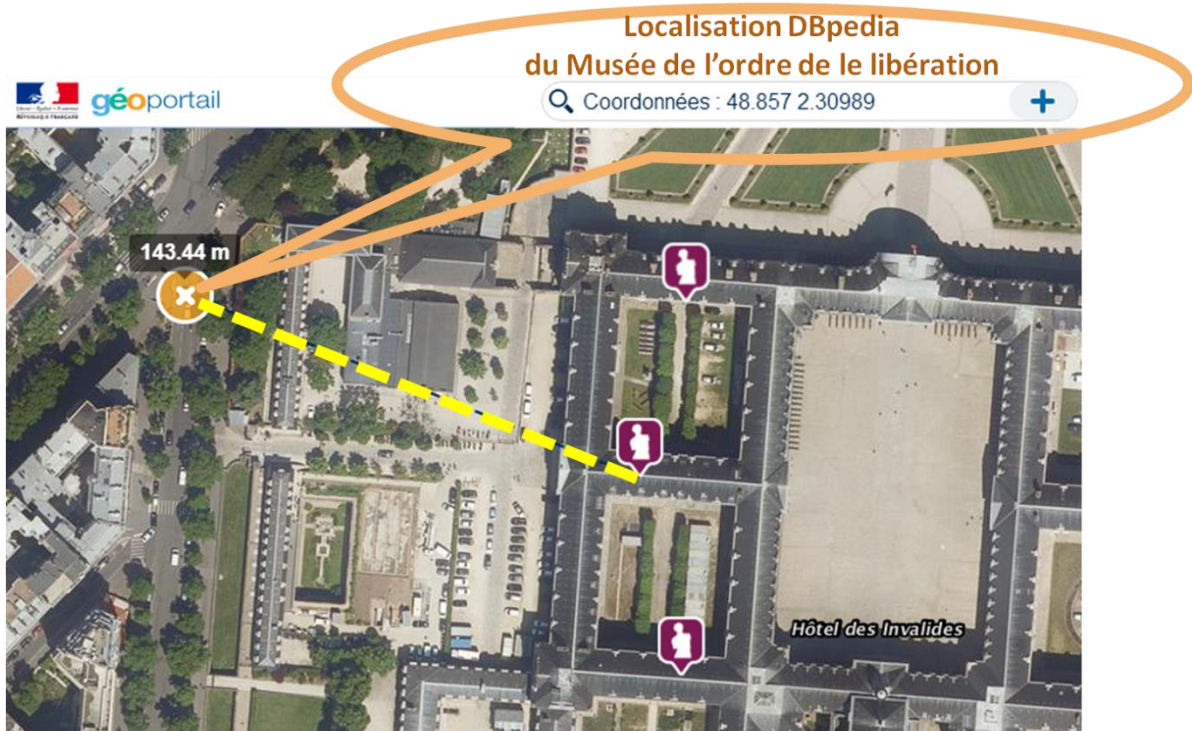 Localisation DBpedia
du Musée de l'ordre de le libération
géoportail
Coordonnées : 48.857 2.30989
143.44 m
Hôtel des Invalides